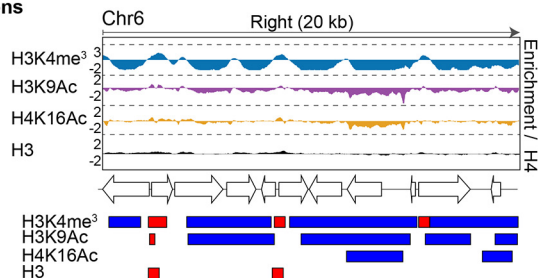 ns
Chr6
Right (20 kb)
H3K4me³
3
-2
H3K9Ac
2
-2
H4K16Ac
2
-2
H3
2
-2
Enrichment / H4
H3K4me³
H3K9Ac
H4K16Ac
H3